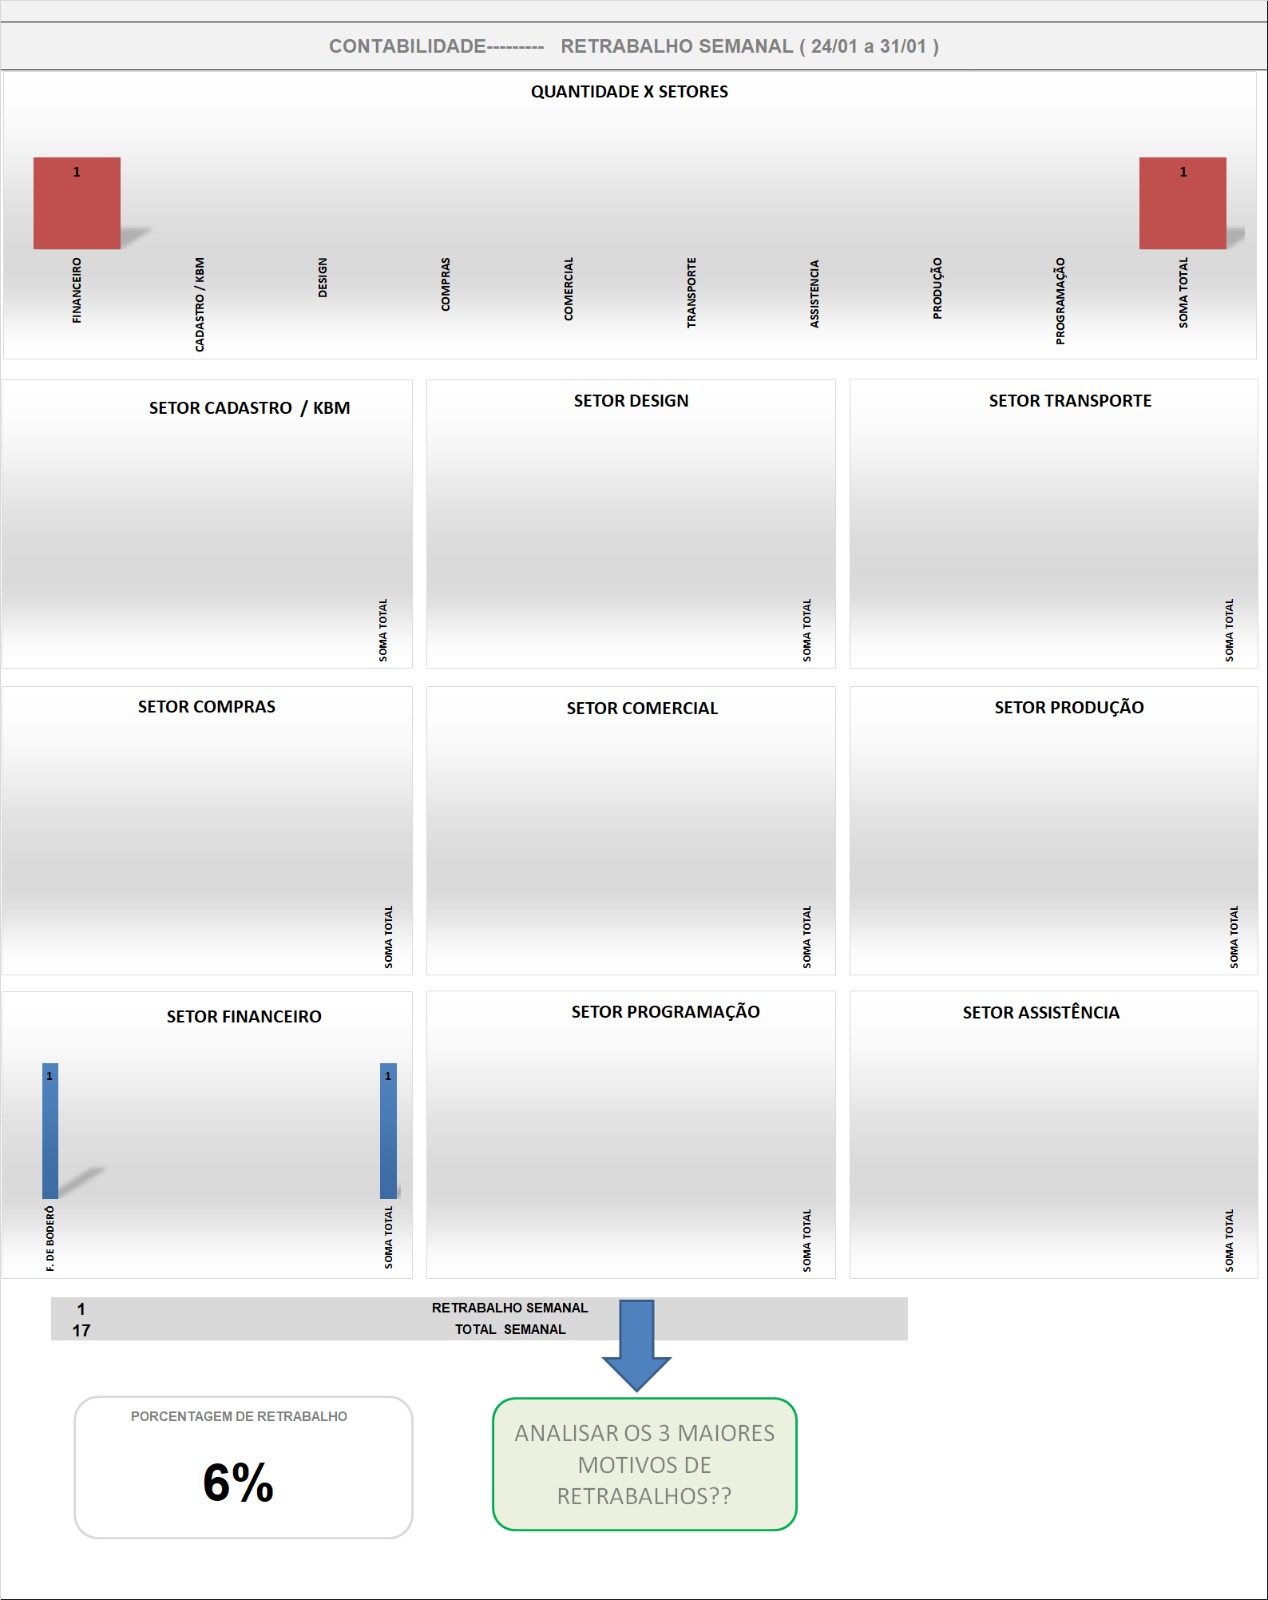 CONTABILIDADE---------   RETRABALHO SEMANAL ( 24/01 a 31/01 )
QUANTIDADE X SETORES
1
1
FINANCEIRO
CADASTRO / KBM
DESIGN
COMPRAS
COMERCIAL
TRANSPORTE
ASSISTENCIA
PRODUÇÃO
PROGRAMAÇÃO
SOMA TOTAL
SETOR CADASTRO  / KBM
SOMA TOTAL
SETOR DESIGN
SOMA TOTAL
SETOR TRANSPORTE
SOMA TOTAL
SETOR COMPRAS
SOMA TOTAL
SETOR COMERCIAL
SOMA TOTAL
SETOR PRODUÇÃO
SOMA TOTAL
SETOR FINANCEIRO
1
1
F. DE BODERÔ
SOMA TOTAL
SETOR PROGRAMAÇÃO
SOMA TOTAL
SETOR ASSISTÊNCIA
SOMA TOTAL
1 RETRABALHO SEMANAL
17 TOTAL  SEMANAL
PORCENTAGEM DE RETRABALHO
6%
ANALISAR OS 3 MAIORES
MOTIVOS DE
RETRABALHOS??